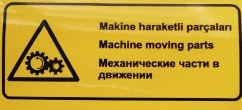 Makine haraketli parçaları
Machine moving parts
Механические части в
движении